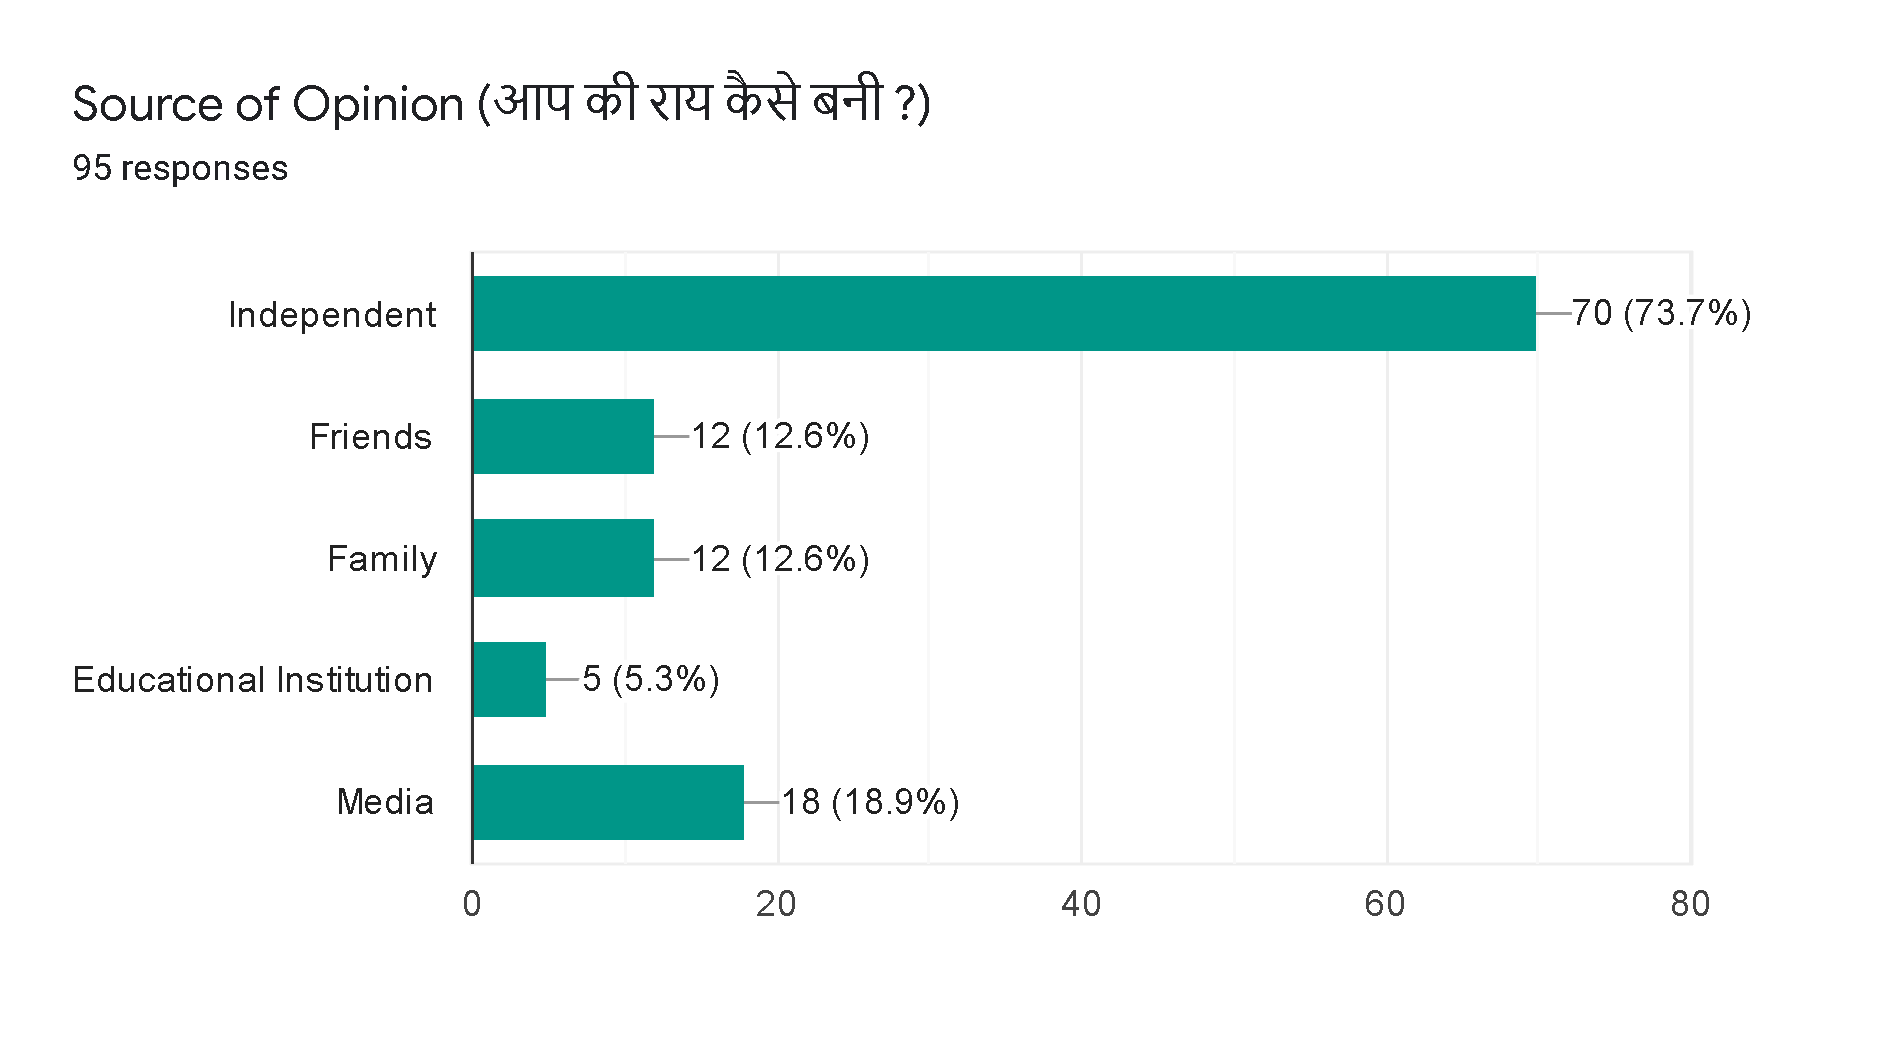 Source of Opinion (आप की राय कैसे बनी ?)
95 responses
Independent 70 (73.7%)
Friends 12 (12.6%)
Family 12 (12.6%)
Educational Institution 5 (5.3%)
Media 18 (18.9%)
0 20 40 60 80